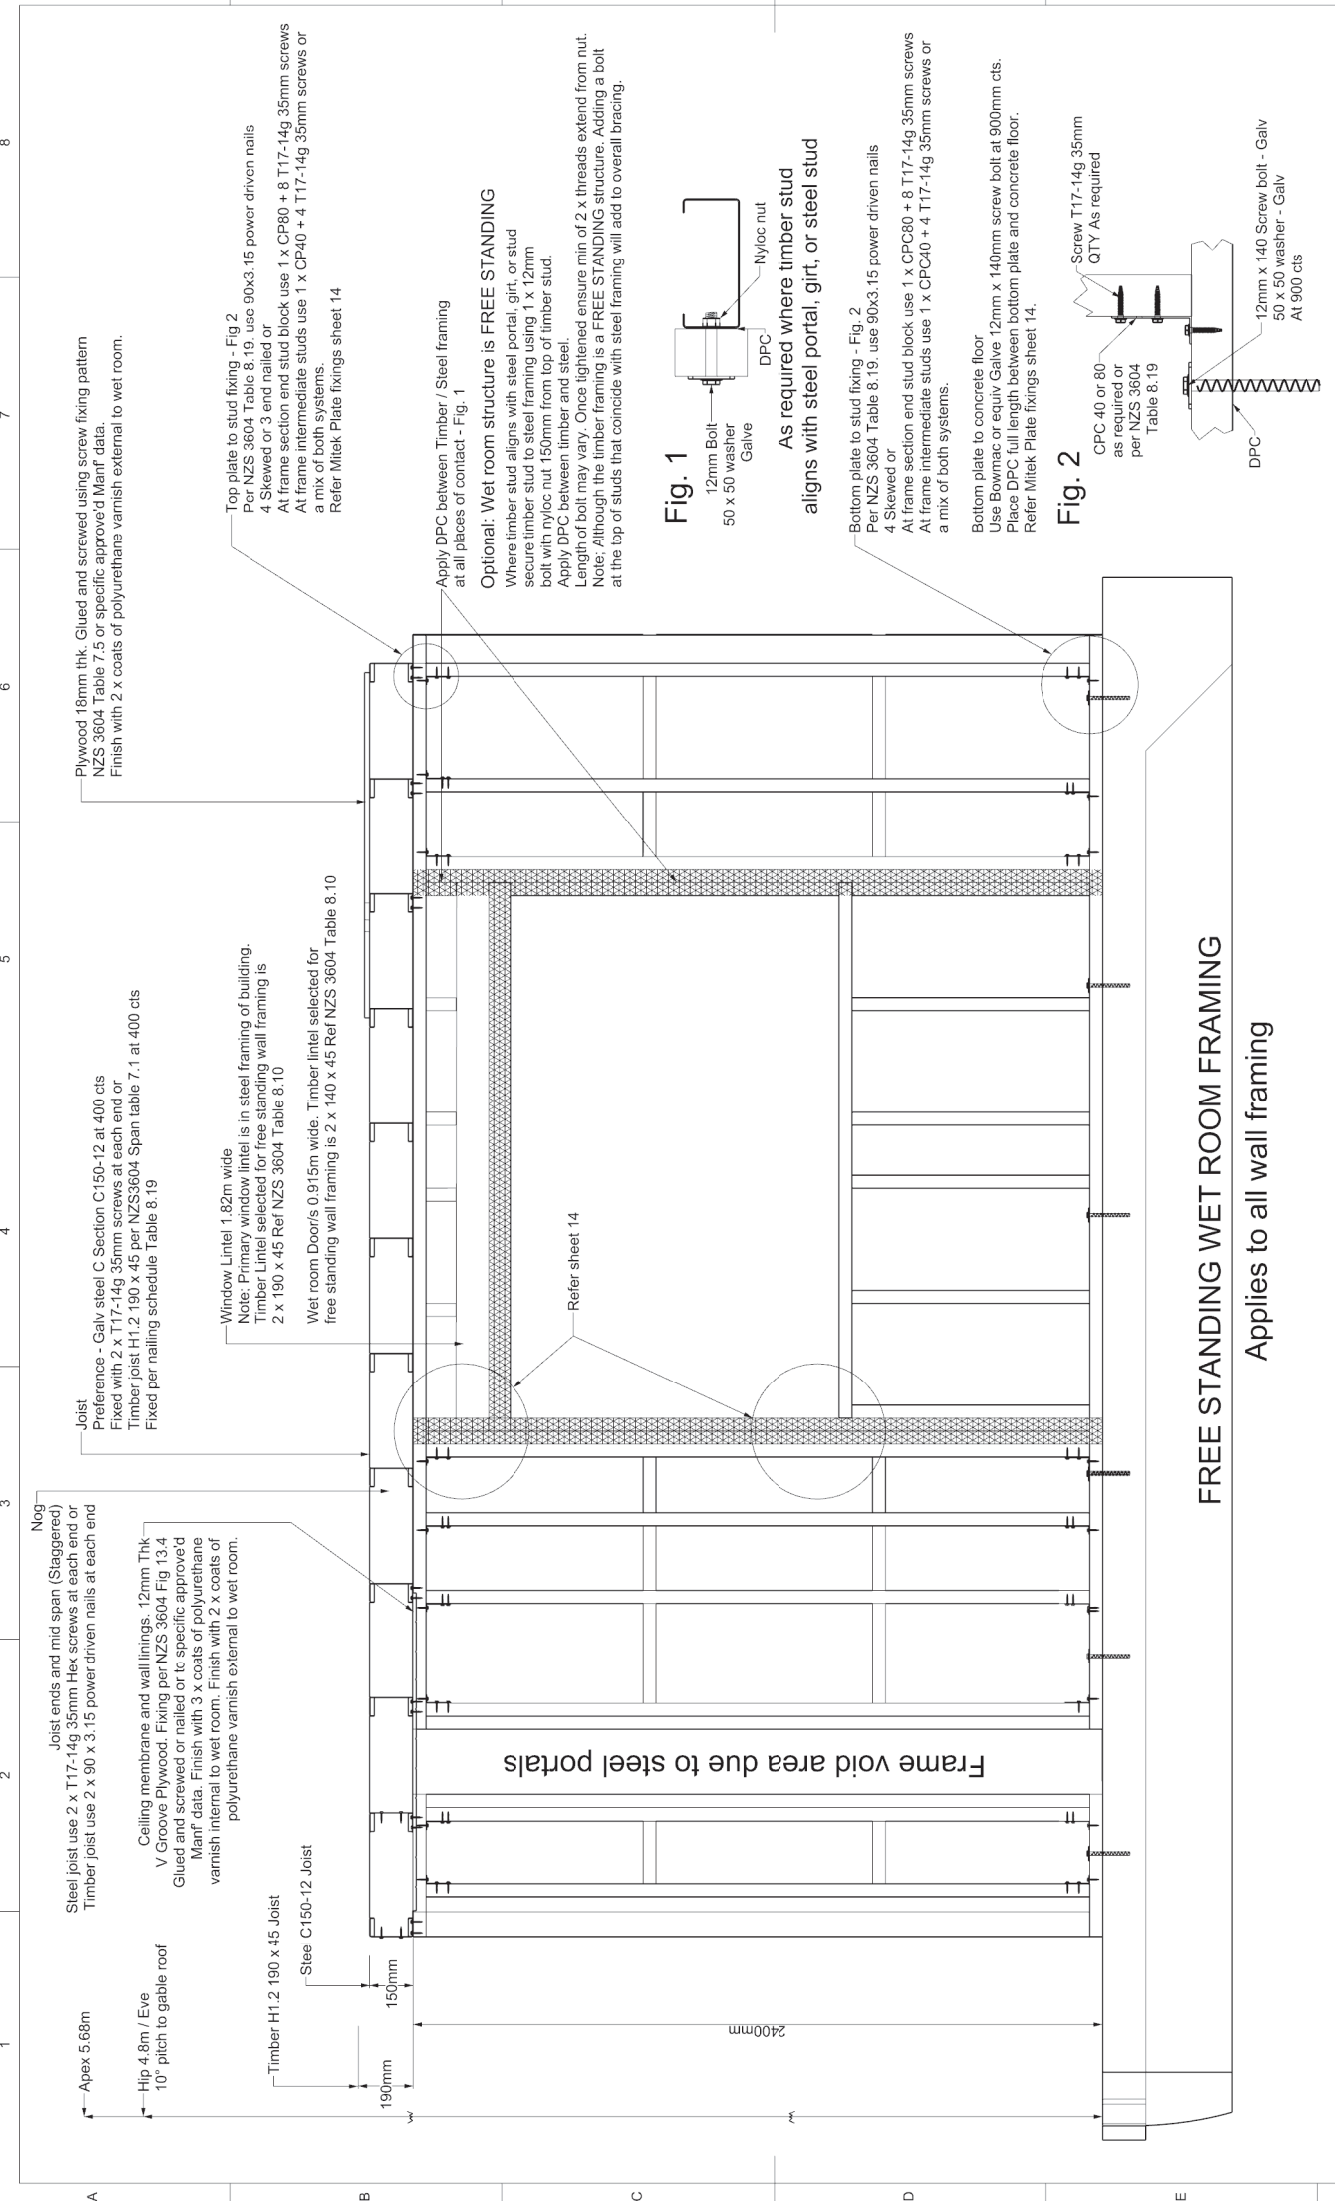 1
2
3
4
5
6
7
8
A
B
C
D
E
Apex 5.68m
Hip 4.8m / Eve
10° pitch to gable roof
Timber H1.2 190 x 45 Joist
Stee C150-12 Joist
190mm
150mm
2400mm
Nog
Joist ends and mid span (Staggered)
Steel joist use 2 x T17-14g 35mm Hex screws at each end or
Timber joist use 2 x 90 x 3.15 power driven nails at each end
Ceiling membrane and wall linings. 12mm Thk
V Groove Plywood. Fixing per NZS 3604 Fig 13.4
Glued and screwed or nailed or to specific approve'd
Manf' data. Finish with 3 x coats of polyurethane
varnish internal to wet room. Finish with 2 x coats of
polyurethane varnish external to wet room.
Joist
Preference - Galv steel C Section C150-12 at 400 cts
Fixed with 2 x T17-14g 35mm screws at each end or
Timber joist H1.2 190 x 45 per NZS3604 Span table 7.1 at 400 cts
Fixed per nailing schedule Table 8.19
Window Lintel 1.82m wide
Note: Primary window lintel is in steel framing of building.
Timber Lintel selected for free standing wall framing is
2 x 190 x 45 Ref NZS 3604 Table 8.10
Wet room Door/s 0.915m wide. Timber lintel selected for
free standing wall framing is 2 x 140 x 45 Ref NZS 3604 Table 8.10
Refer sheet 14
Frame void area due to steel portals
Plywood 18mm thk. Glued and screwed using screw fixing pattern
NZS 3604 Table 7.5 or specific approve'd Manf' data.
Finish with 2 x coats of polyurethane varnish external to wet room.
Top plate to stud fixing - Fig 2
Per NZS 3604 Table 8.19. use 90x3.15 power driven nails
4 Skewed or 3 end nailed or
At frame section end stud block use 1 x CP80 + 8 T17-14g 35mm screws
At frame intermediate studs use 1 x CP40 + 4 T17-14g 35mm screws or
a mix of both systems.
Refer Mitek Plate fixings sheet 14
Apply DPC between Timber / Steel framing
at all places of contact - Fig. 1
Optional: Wet room structure is FREE STANDING
Where timber stud aligns with steel portal, girt, or stud
secure timber stud to steel framing using 1 x 12mm
bolt with nyloc nut 150mm from top of timber stud.
Apply DPC between timber and steel.
Length of bolt may vary. Once tightened ensure min of 2 x threads extend from nut.
Note; Although the timber framing is a FREE STANDING structure. Adding a bolt
at the top of studs that coincide with steel framing will add to overall bracing.
Fig. 1
12mm Bolt
50 x 50 washer
Galve
DPC
Nyloc nut
As required where timber stud
aligns with steel portal, girt, or steel stud
Bottom plate to stud fixing - Fig. 2
Per NZS 3604 Table 8.19. use 90x3.15 power driven nails
4 Skewed or
At frame section end stud block use 1 x CPC80 + 8 T17-14g 35mm screws
At frame intermediate studs use 1 x CPC40 + 4 T17-14g 35mm screws or
a mix of both systems.
Bottom plate to concrete floor
Use Bowmac or equiv Galve 12mm x 140mm screw bolt at 900mm cts.
Place DPC full length between bottom plate and concrete floor.
Refer Mitek Plate fixings sheet 14.
Fig. 2
CPC 40 or 80
as required or
per NZS 3604
Table 8.19
Screw T17-14g 35mm
QTY As required
DPC
12mm x 140 Screw bolt - Galv
50 x 50 washer - Galv
At 900 cts
FREE STANDING WET ROOM FRAMING
Applies to all wall framing